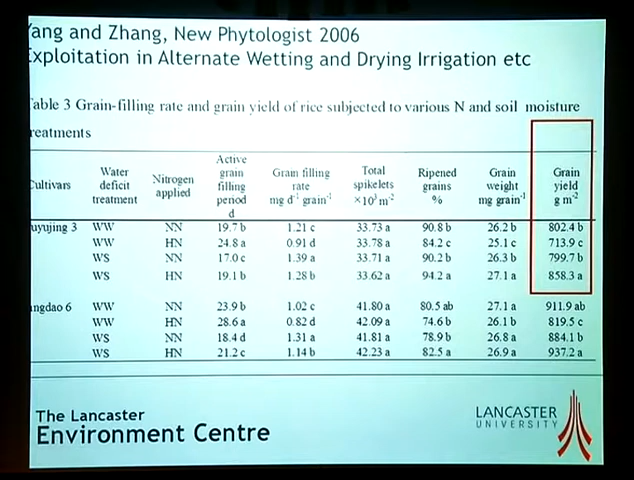 Yang and Zhang, New Phytologist 2006
Exploitation in Alternate Wetting and Drying Irrigation etc
Table 3 Grain-filling rate and grain yield of rice subjected to various N and soil moisture
treatments
Cultivars Water deficit treatment Nitrogen applied Active grain filling period d Gram filling rate mg d⁻¹ grain⁻¹ Total spikelets ×10³ m⁻² Ripened grains % Grain weight mg grain⁻¹ Grain yield g m⁻²
uyujing 3 WW NN 19.7 b 1.21 c 33.73 a 90.8 b 26.2 b 802.4 b
WW HN 24.8 a 0.91 d 33.78 a 84.2 c 25.1 c 713.9 c
WS NN 17.0 c 1.39 a 33.71 a 90.2 b 26.3 b 799.7 b
WS HN 19.1 b 1.28 b 33.62 a 94.2 a 27.1 a 858.3 a
ngdao 6 WW NN 23.9 b 1.02 c 41.80 a 80.5 ab 27.1 a 911.9 ab
WW HN 28.6 a 0.82 d 42.09 a 74.6 b 26.1 b 819.5 c
WS NN 18.4 d 1.31 a 41.81 a 78.9 b 26.8 a 884.1 b
WS HN 21.2 c 1.14 b 42.23 a 82.5 a 26.9 a 937.2 a
The Lancaster
Environment Centre
LANCASTER
UNIVERSITY